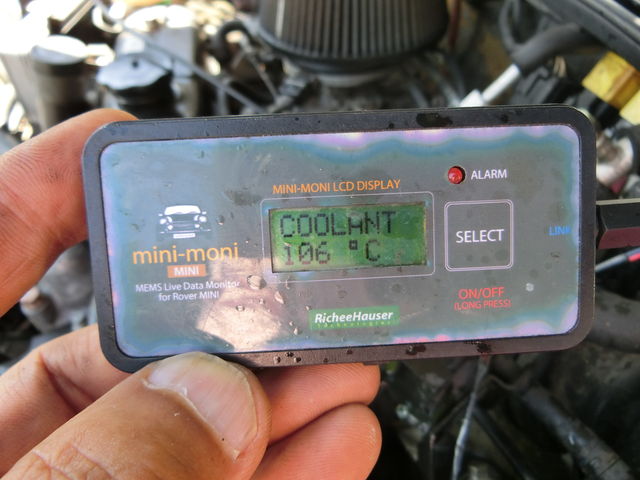 MINI-MONI LCD DISPLAY
ALARM
COOLANT
106 °C
SELECT
LINK
mini-moni
MINI
MEMS Live Data Monitor
for Rover MINI
ON/OFF
(LONG PRESS)
RicheeHauser
Technologies